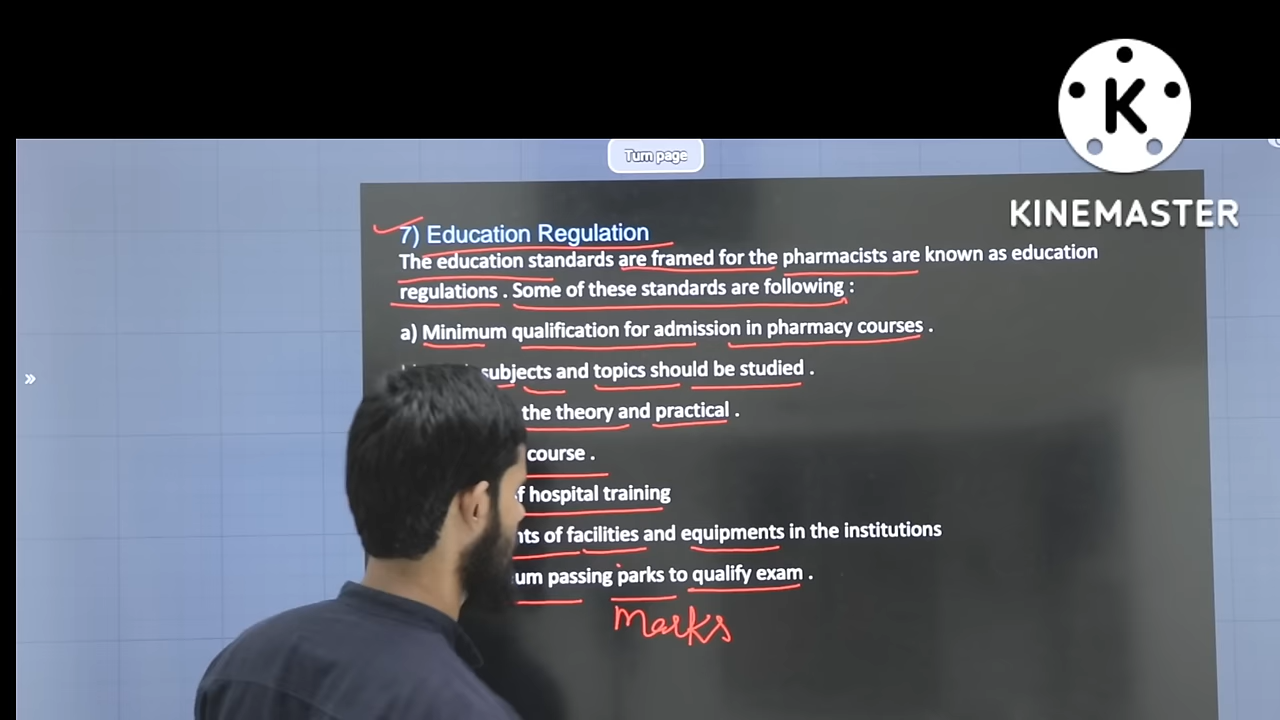 Turn page
K
KINEMASTER
7) Education Regulation
The education standards are framed for the pharmacists are known as education
regulations . Some of these standards are following :
a) Minimum qualification for admission in pharmacy courses .
subjects and topics should be studied .
the theory and practical .
course .
of hospital training
of facilities and equipments in the institutions
passing parks to qualify exam .
Marks
»